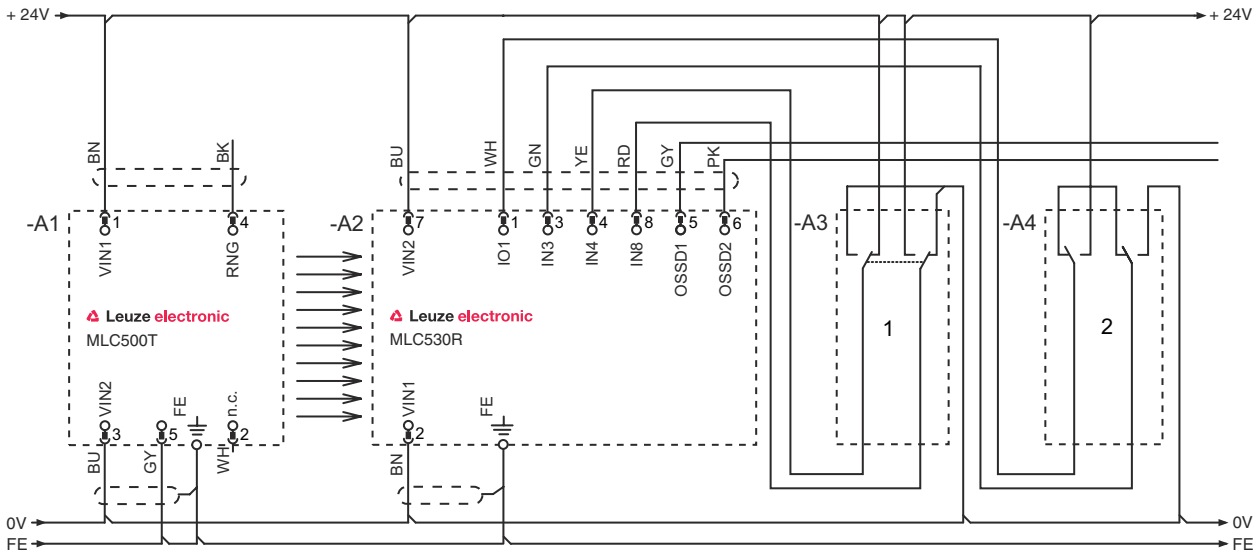 + 24V
+ 24V
BN
BK
BU
WH
GN
YE
RD
GY
PK
-A1
1
4
-A2
7
1
3
4
8
5
6
-A3
-A4
VIN1
RNG
VIN2
IO1
IN3
IN4
IN8
OSSD1
OSSD2
Leuze electronic
MLC500T
Leuze electronic
MLC530R
1
2
VIN2
FE
n.c.
VIN1
FE
3
5
2
2
BU
GY
WH
BN
0V
0V
FE
FE